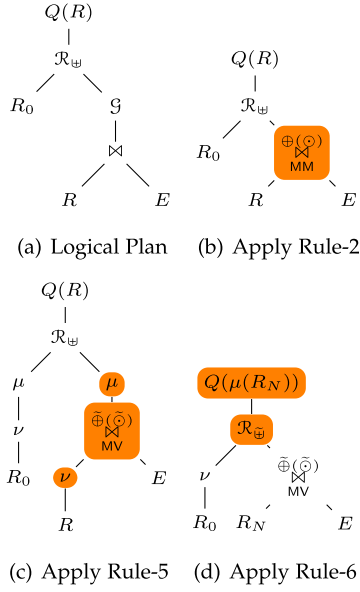 Q(R)
ℛ⊎
R₀ 𝒢
⋈
R E
(a) Logical Plan
Q(R)
ℛ⊎
R₀ ⊕(⊙)
⋈
MM
R E
(b) Apply Rule-2
Q(R)
ℛ⊎
μ μ
ν ⊕̃(⊙̃)
⋈
MV
R₀ ν E
R
(c) Apply Rule-5
Q(μ(R_N))
ℛ⊎̃
ν ⊕̃(⊙̃)
⋈
MV
R₀ R_N E
(d) Apply Rule-6